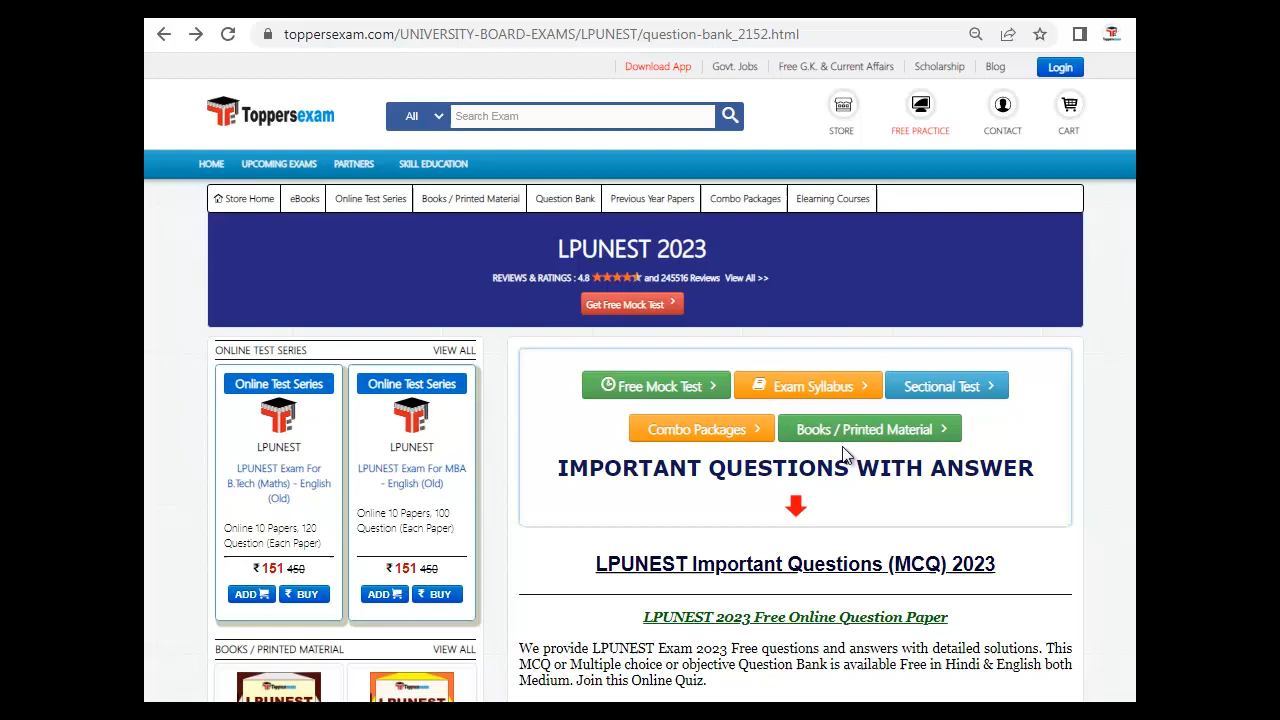 toppersexam.com/UNIVERSITY-BOARD-EXAMS/LPUNEST/question-bank_2152.html
Download App Govt. Jobs Free G.K. & Current Affairs Scholarship Blog Login
Toppersexam All Search Exam
STORE FREE PRACTICE CONTACT CART
HOME UPCOMING EXAMS PARTNERS SKILL EDUCATION
Store Home eBooks Online Test Series Books / Printed Material Question Bank Previous Year Papers Combo Packages Elearning Courses
LPUNEST 2023
REVIEWS & RATINGS : 4.8 and 245516 Reviews View All >>
Get Free Mock Test
ONLINE TEST SERIES VIEW ALL
Online Test Series
LPUNEST
LPUNEST Exam For
B.Tech (Maths) - English
(Old)
Online 10 Papers, 120
Question (Each Paper)
₹ 151 450
ADD ₹ BUY
Online Test Series
LPUNEST
LPUNEST Exam For MBA
- English (Old)
Online 10 Papers, 100
Question (Each Paper)
₹ 151 450
ADD ₹ BUY
BOOKS / PRINTED MATERIAL VIEW ALL
Toppersexam
LPUNEST
Toppersexam
LPUNEST
Free Mock Test Exam Syllabus Sectional Test
Combo Packages Books / Printed Material
IMPORTANT QUESTIONS WITH ANSWER
LPUNEST Important Questions (MCQ) 2023
LPUNEST 2023 Free Online Question Paper
We provide LPUNEST Exam 2023 Free questions and answers with detailed solutions. This
MCQ or Multiple choice or objective Question Bank is available Free in Hindi & English both
Medium. Join this Online Quiz.